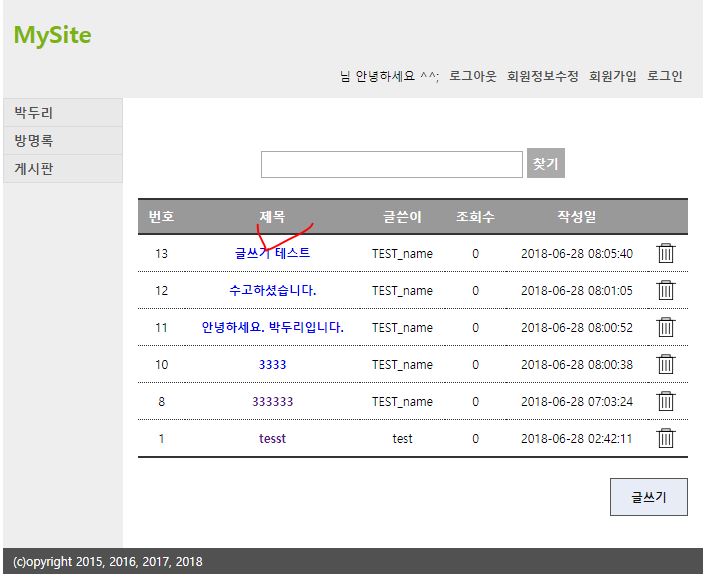 MySite
님 안녕하세요 ^^; 로그아웃 회원정보수정 회원가입 로그인
박두리
방명록
게시판
찾기
번호 제목 글쓴이 조회수 작성일
13 글쓰기 테스트 TEST_name 0 2018-06-28 08:05:40
12 수고하셨습니다. TEST_name 0 2018-06-28 08:01:05
11 안녕하세요. 박두리입니다. TEST_name 0 2018-06-28 08:00:52
10 3333 TEST_name 0 2018-06-28 08:00:38
8 333333 TEST_name 0 2018-06-28 07:03:24
1 tesst test 0 2018-06-28 02:42:11
글쓰기
(c)opyright 2015, 2016, 2017, 2018